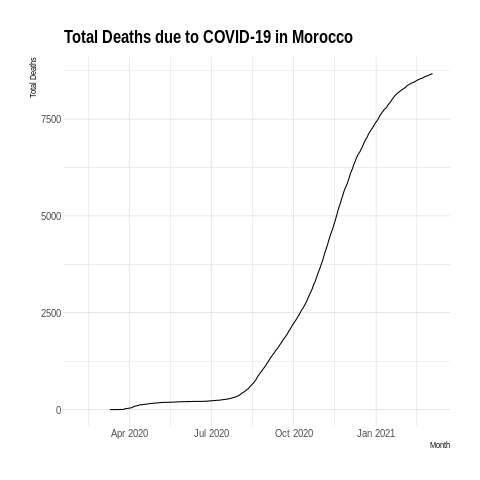 Total Deaths due to COVID-19 in Morocco
Total Deaths
7500
5000
2500
0
Apr 2020 Jul 2020 Oct 2020 Jan 2021
Month